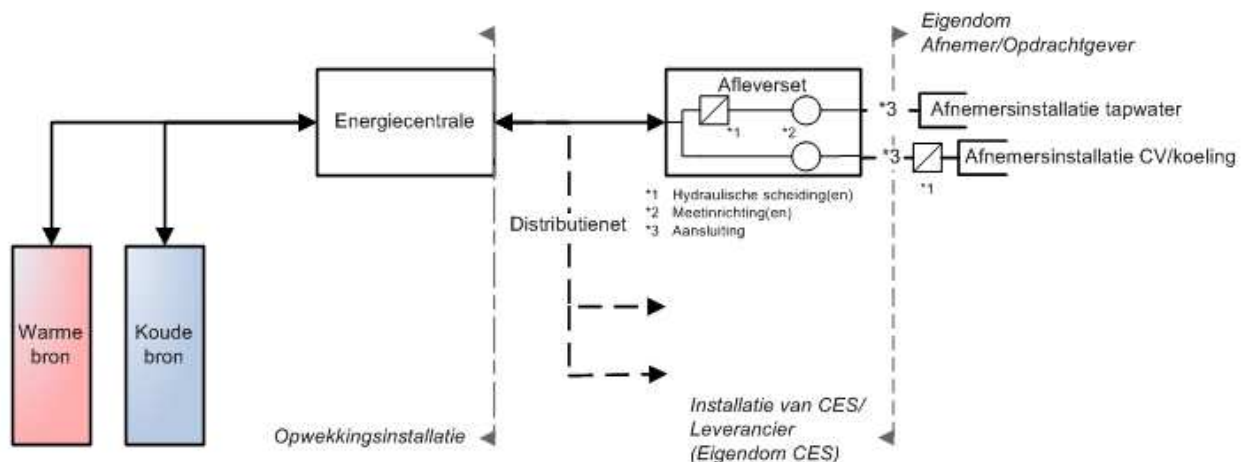 Eigendom
Afnemer/Opdrachtgever
Afleverset
Energiecentrale
*1
*2
*3
Afnemersinstallatie tapwater
*3
Afnemersinstallatie CV/koeling
*1
*1 Hydraulische scheiding(en)
*2 Meetinrichting(en)
*3 Aansluiting
Distributienet
Warme
bron
Koude
bron
Opwekkingsinstallatie
Installatie van CES/
Leverancier
(Eigendom CES)